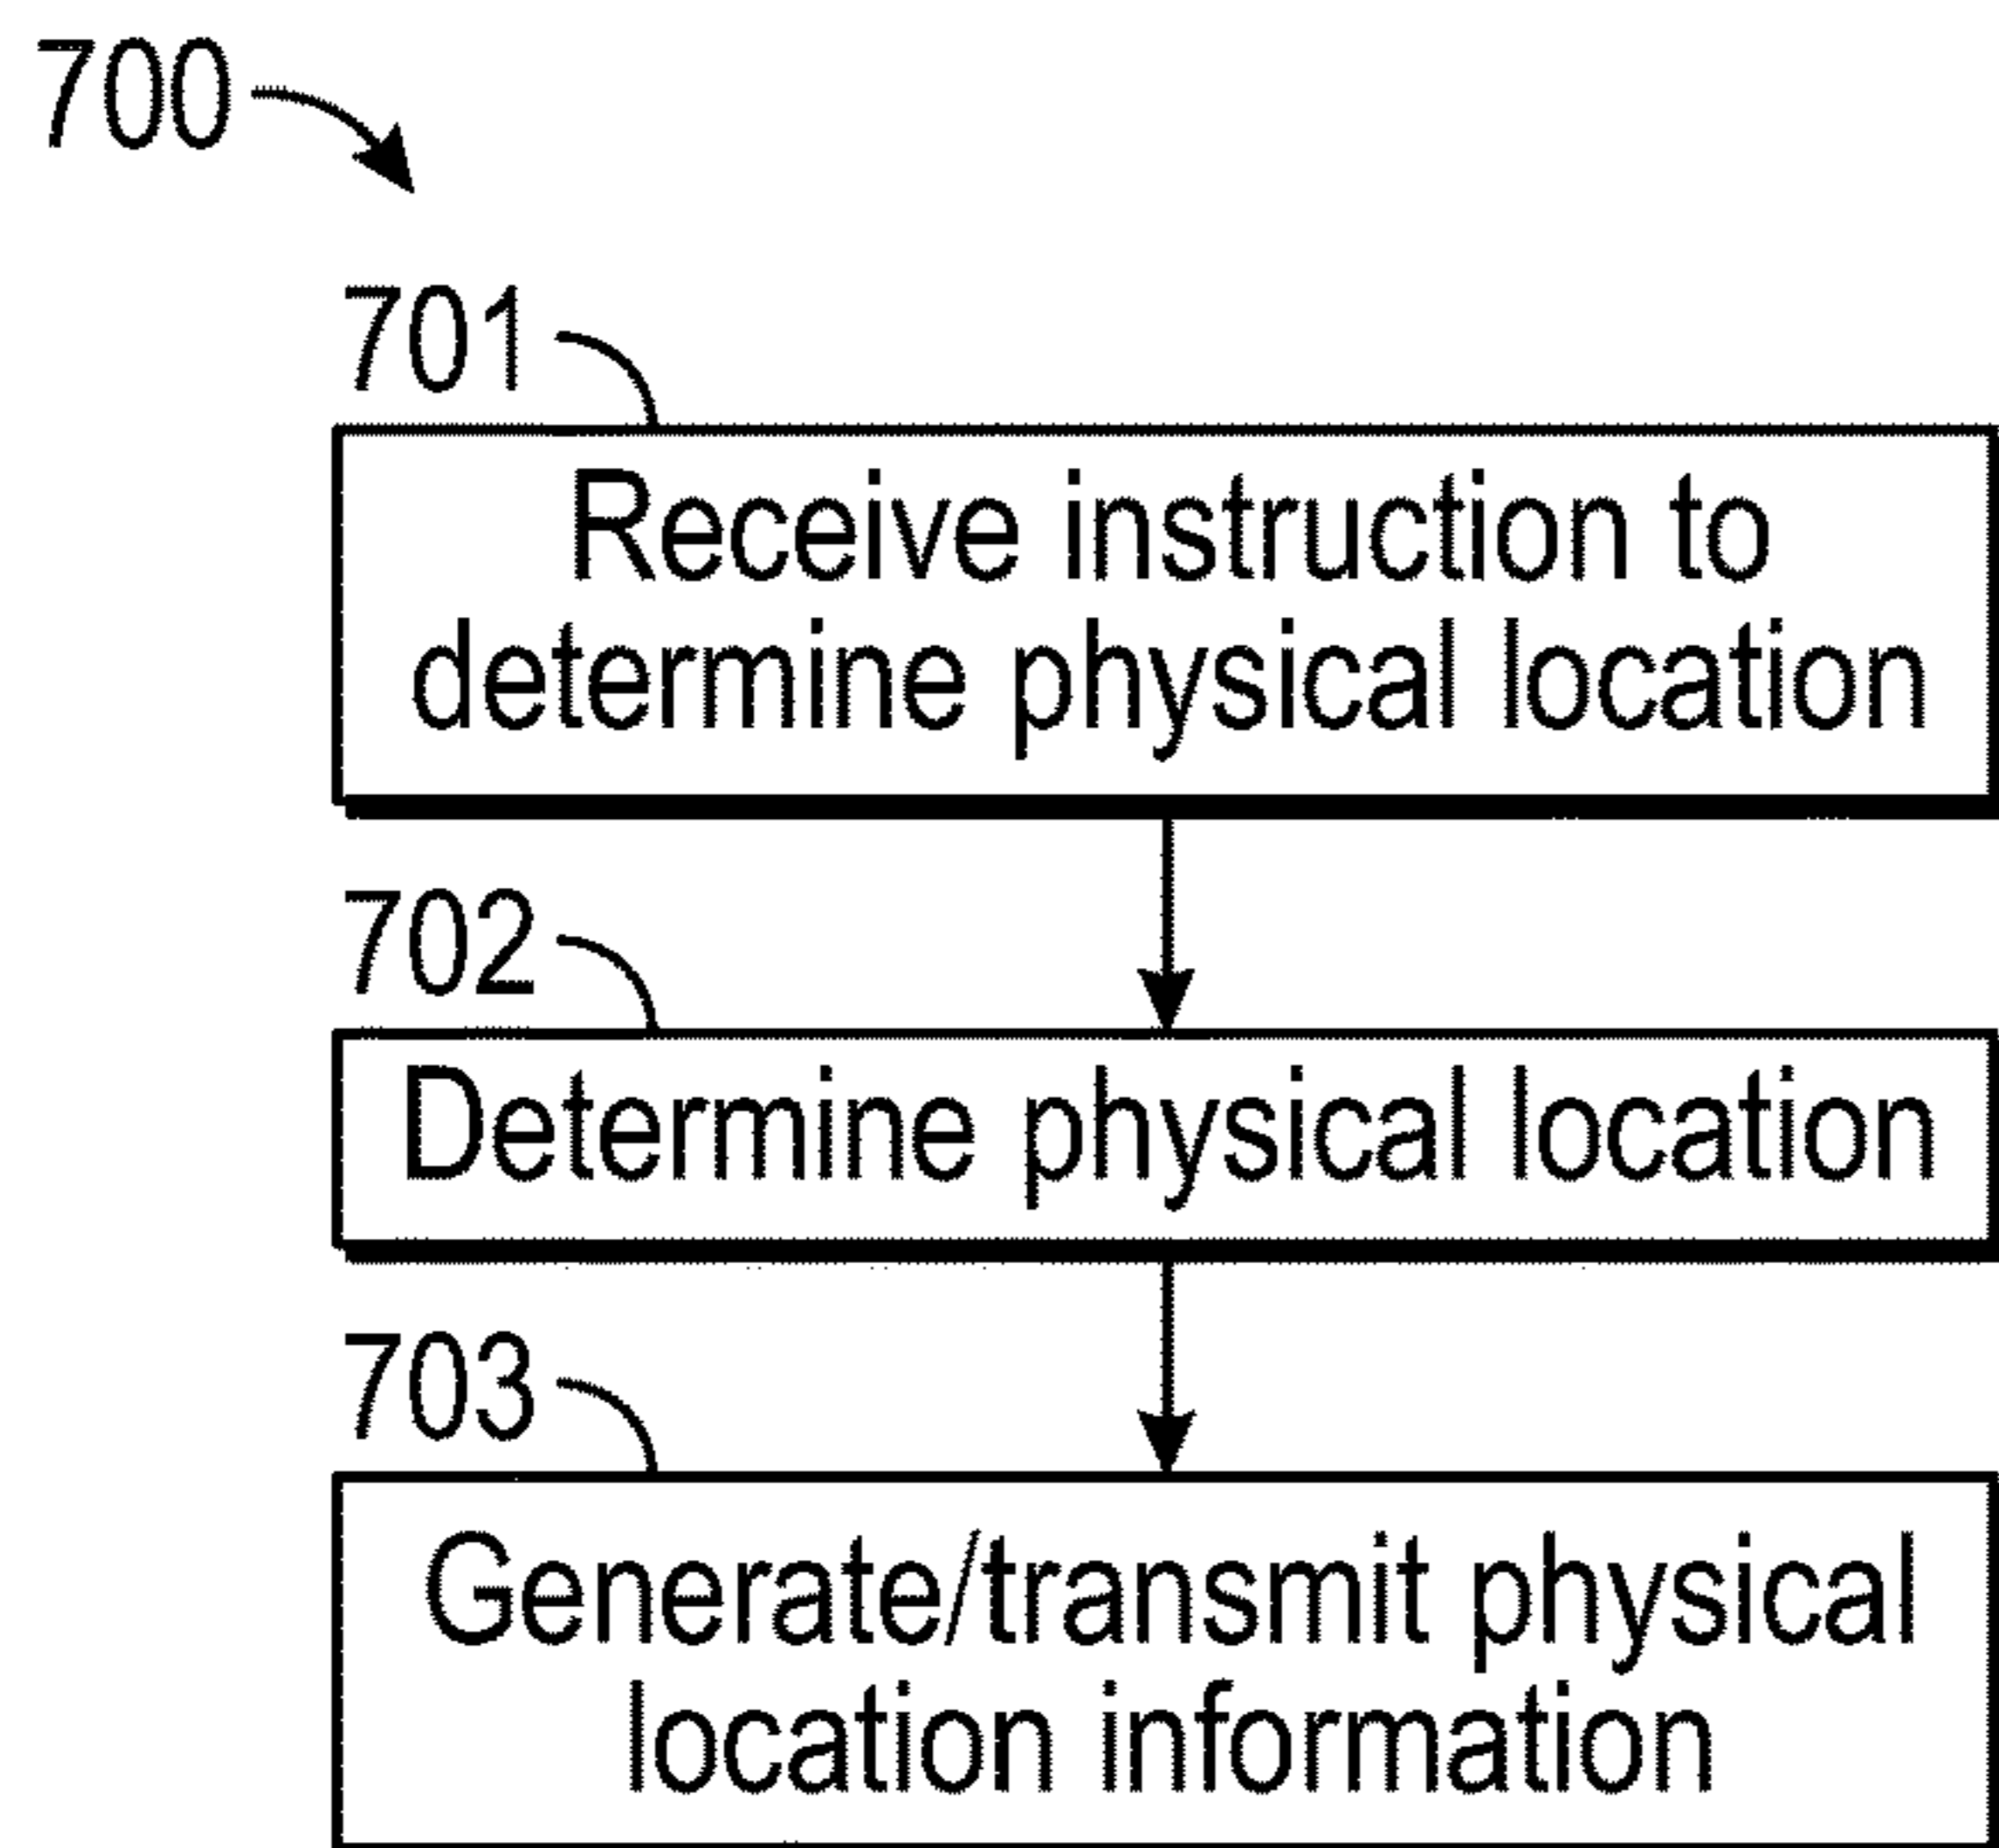 700
701
Receive instruction to
determine physical location
702
Determine physical location
703
Generate/transmit physical
location information